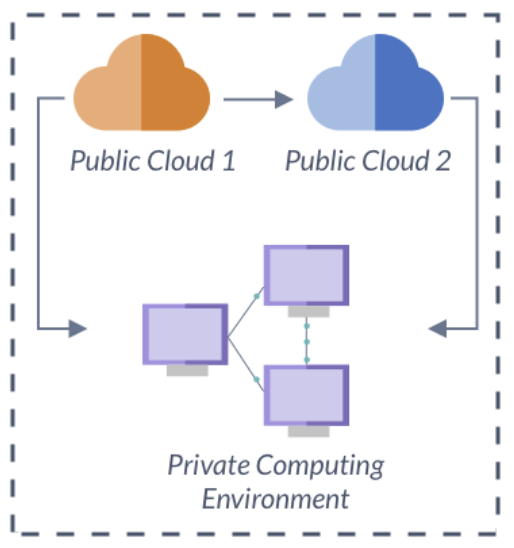 Public Cloud 1
Public Cloud 2
Private Computing
Environment